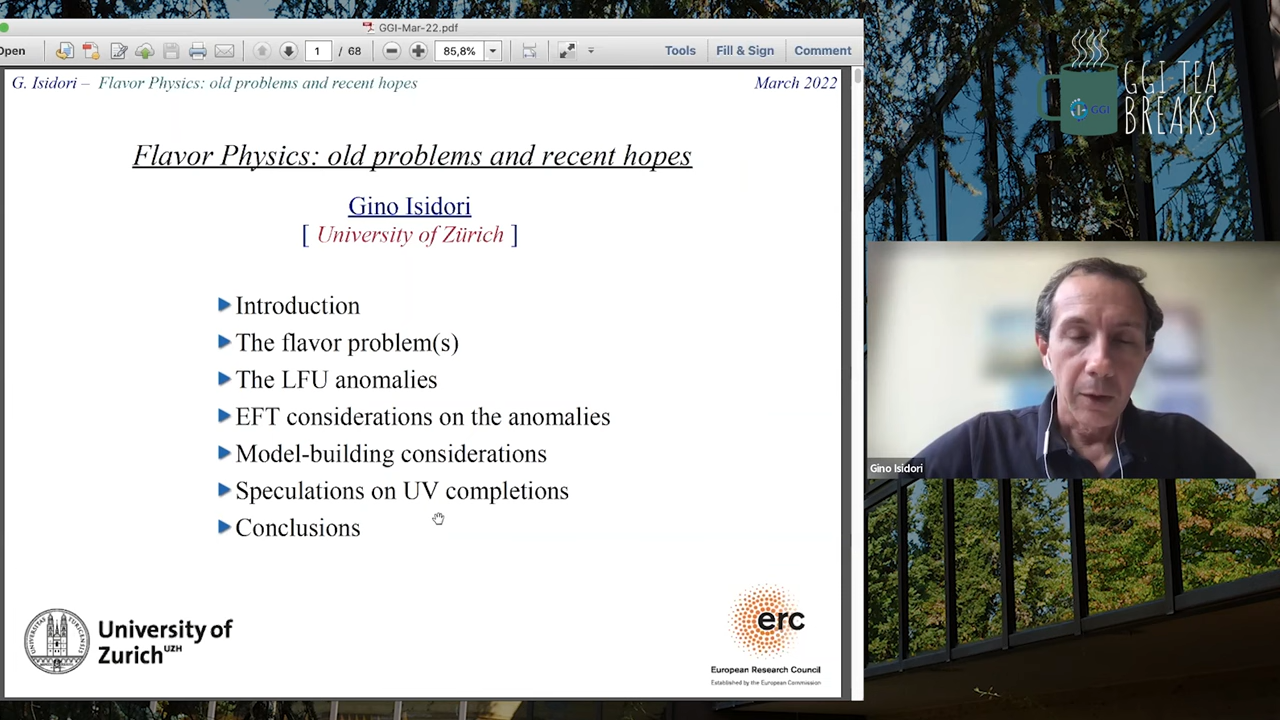 GGI-Mar-22.pdf
Open
1 / 68
85,8%
Tools
Fill & Sign
Comment
G. Isidori – Flavor Physics: old problems and recent hopes
March 2022
Flavor Physics: old problems and recent hopes
Gino Isidori
[ University of Zürich ]
Introduction
The flavor problem(s)
The LFU anomalies
EFT considerations on the anomalies
Model-building considerations
Speculations on UV completions
Conclusions
University of
Zurich UZH
erc
European Research Council
Established by the European Commission
GGI TEA
BREAKS
GGI
Gino Isidori